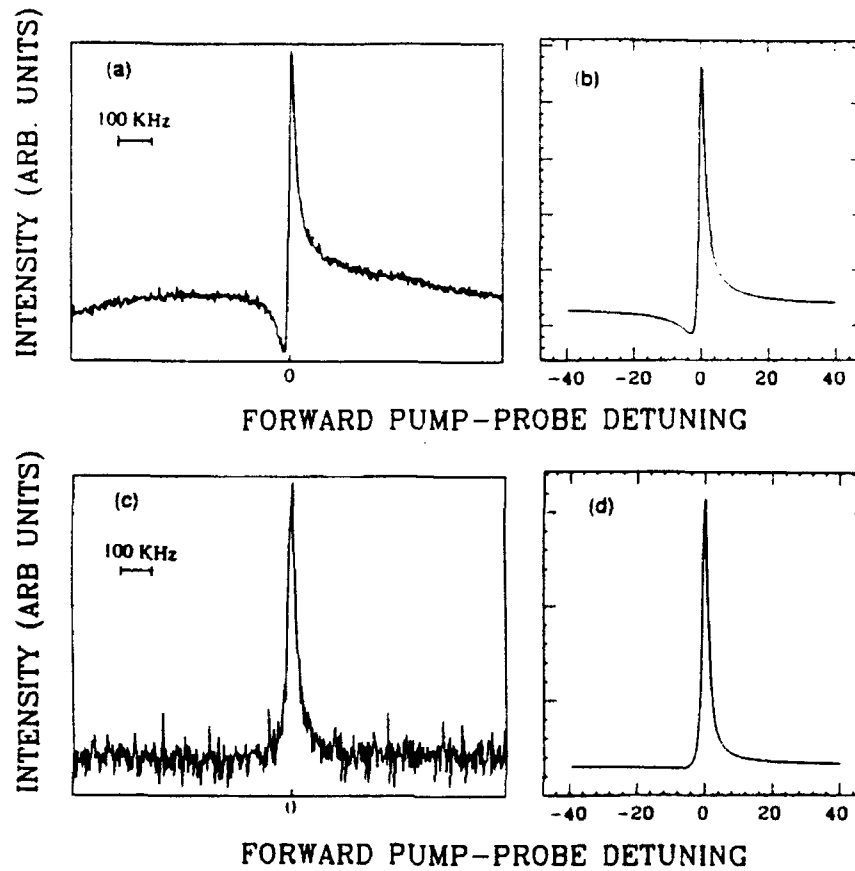 INTENSITY (ARB. UNITS)
(a)
100 KHz
0
(b)
-40 -20 0 20 40
FORWARD PUMP-PROBE DETUNING
INTENSITY (ARB UNITS)
(c)
100 KHz
0
(d)
-40 -20 0 20 40
FORWARD PUMP-PROBE DETUNING